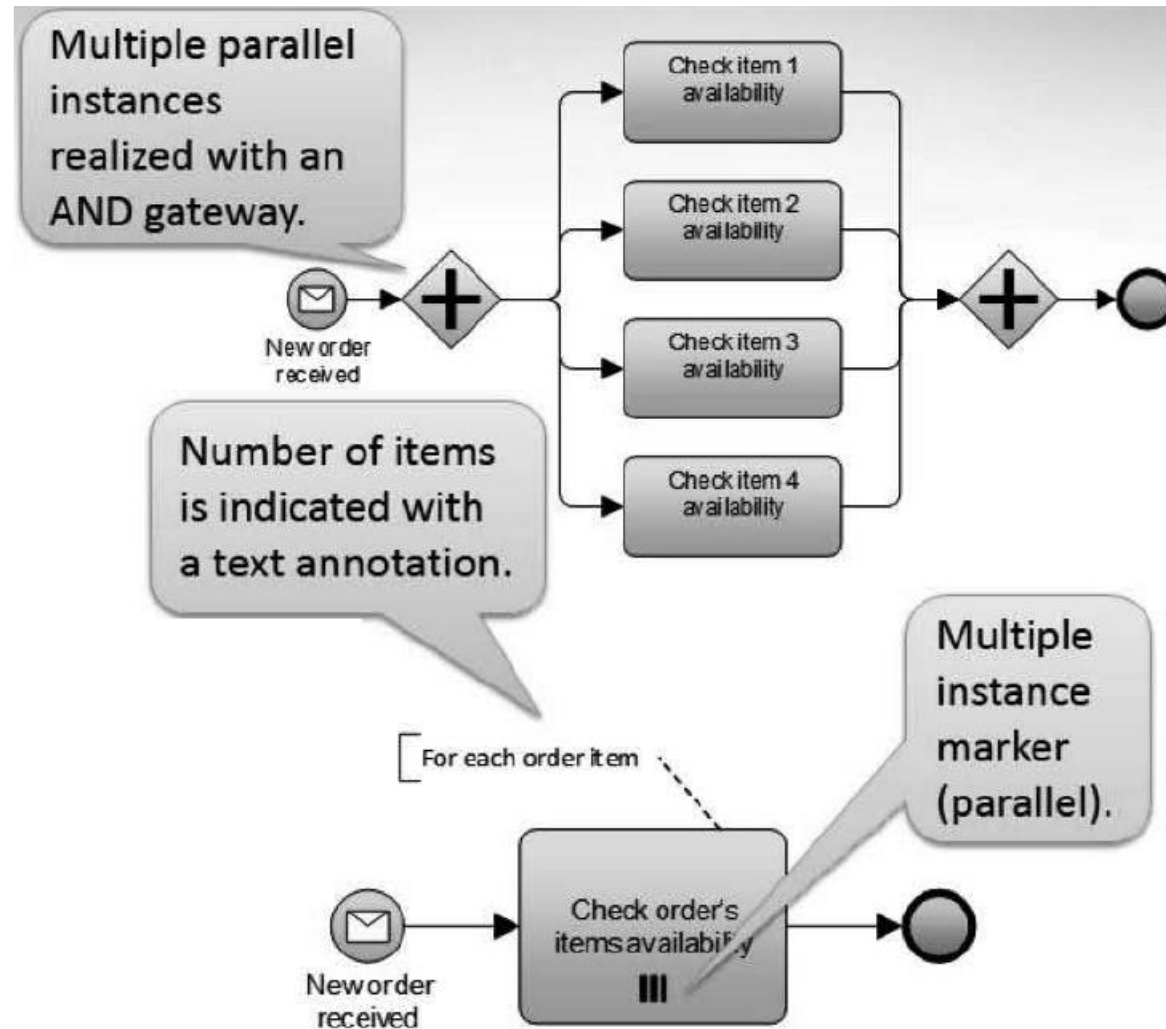 Multiple parallel
instances
realized with an
AND gateway.
Check item 1
availability
Check item 2
availability
Check item 3
availability
Check item 4
availability
New order
received
Number of items
is indicated with
a text annotation.
Multiple
instance
marker
(parallel).
For each order item
Check order's
items availability
New order
received